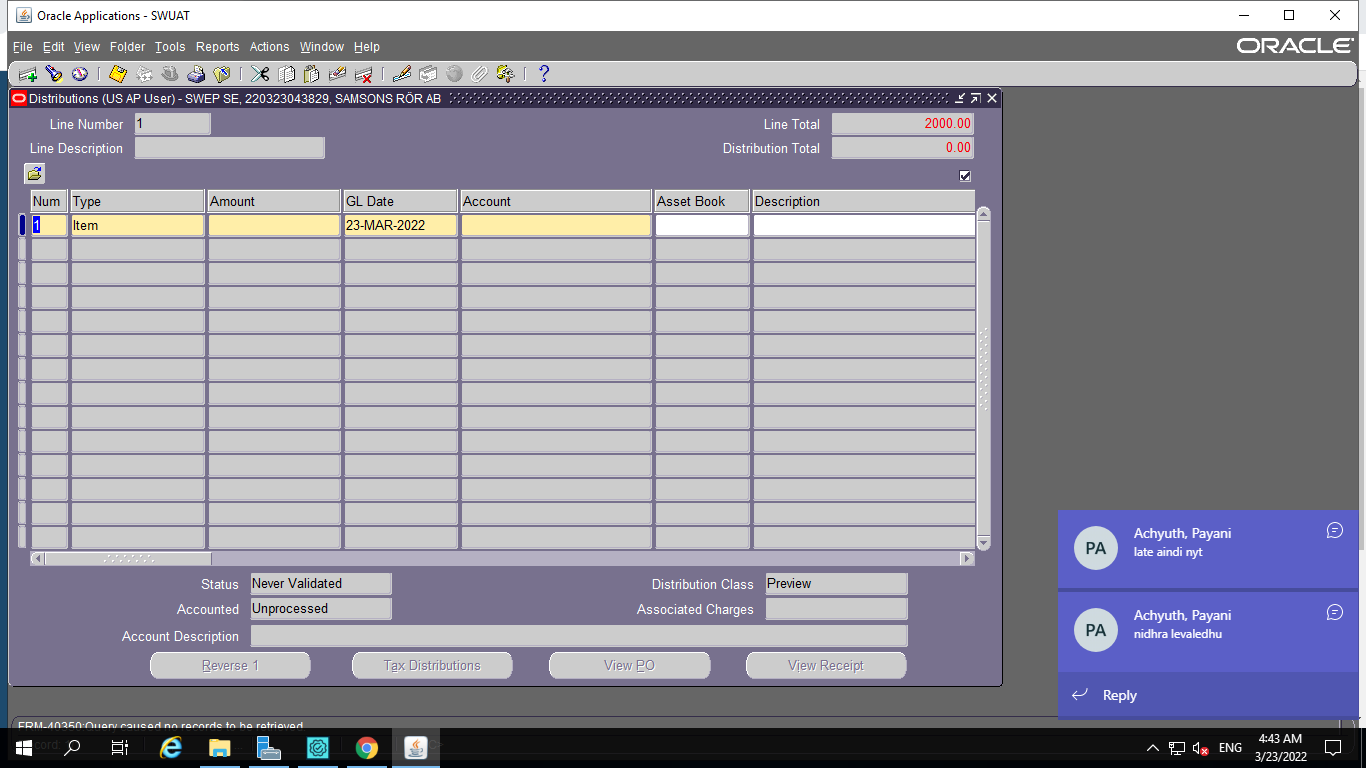 Oracle Applications - SWUAT
File Edit View Folder Tools Reports Actions Window Help
ORACLE
Distributions (US AP User) - SWEP SE, 220323043829, SAMSONS RÖR AB
Line Number 1 Line Total 2000.00
Line Description Distribution Total 0.00
Num Type Amount GL Date Account Asset Book Description
1 Item 23-MAR-2022
Status Never Validated Distribution Class Preview
Accounted Unprocessed Associated Charges
Account Description
Reverse 1 Tax Distributions View PO View Receipt
PA Achyuth, Payani
late aindi nyt
PA Achyuth, Payani
nidhra levaledhu
Reply
FRM-40350:Query caused no records to be retrieved.
ENG
4:43 AM
3/23/2022